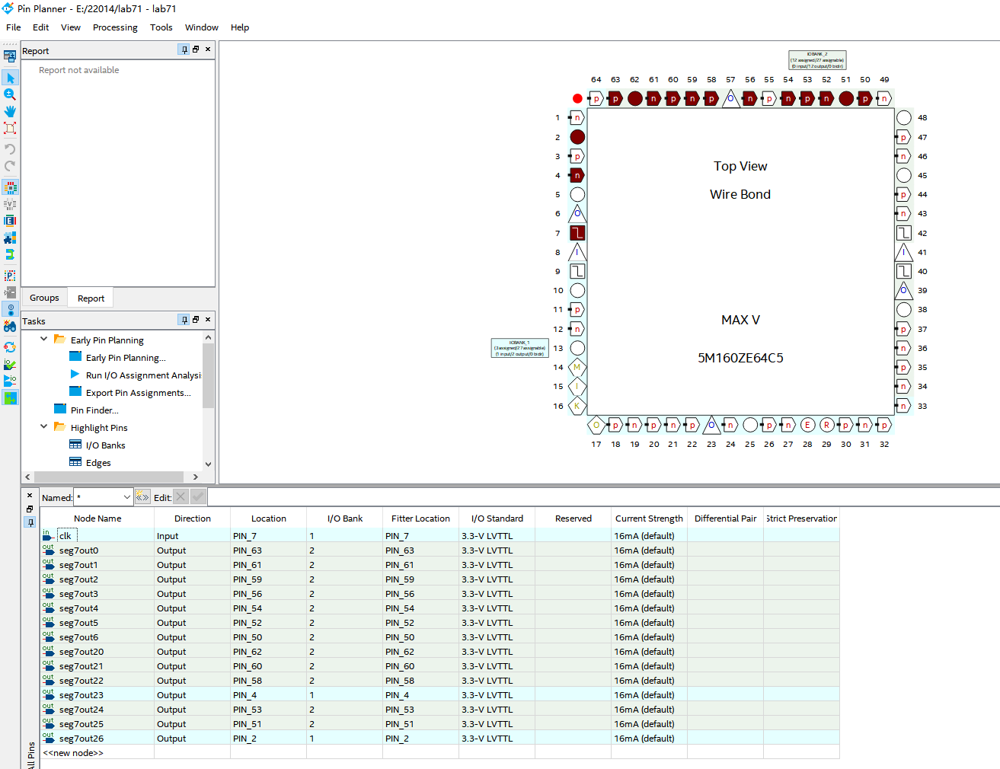 Pin Planner - E:/22014/lab71 - lab71
File Edit View Processing Tools Window Help
Report
Report not available
Groups Report
Tasks
Early Pin Planning
Early Pin Planning...
Run I/O Assignment Analysi
Export Pin Assignments...
Pin Finder...
Highlight Pins
I/O Banks
Edges
IOBANK_2
(12 assigned/27 assignable)
(0 input/12 output/0 bidir)
64 63 62 61 60 59 58 57 56 55 54 53 52 51 50 49
p p n p n p O n p n p n p n
1 n 48
2 p 47
3 p n 46
4 n 45
5 p 44
6 O n 43
7 42
8 I I 41
9 40
10 O 39
11 p 38
12 n p 37
13 n 36
14 M p 35
15 I n 34
16 K n 33
O p n p n p O n p n E R p n p
17 18 19 20 21 22 23 24 25 26 27 28 29 30 31 32
Top View
Wire Bond
MAX V
5M160ZE64C5
IOBANK_1
(3 assigned/27 assignable)
(1 input/2 output/0 bidir)
Named: * «» Edit:
Node Name Direction Location I/O Bank Fitter Location I/O Standard Reserved Current Strength Differential Pair Strict Preservation
in clk Input PIN_7 1 PIN_7 3.3-V LVTTL 16mA (default)
out seg7out0 Output PIN_63 2 PIN_63 3.3-V LVTTL 16mA (default)
out seg7out1 Output PIN_61 2 PIN_61 3.3-V LVTTL 16mA (default)
out seg7out2 Output PIN_59 2 PIN_59 3.3-V LVTTL 16mA (default)
out seg7out3 Output PIN_56 2 PIN_56 3.3-V LVTTL 16mA (default)
out seg7out4 Output PIN_54 2 PIN_54 3.3-V LVTTL 16mA (default)
out seg7out5 Output PIN_52 2 PIN_52 3.3-V LVTTL 16mA (default)
out seg7out6 Output PIN_50 2 PIN_50 3.3-V LVTTL 16mA (default)
out seg7out20 Output PIN_62 2 PIN_62 3.3-V LVTTL 16mA (default)
out seg7out21 Output PIN_60 2 PIN_60 3.3-V LVTTL 16mA (default)
out seg7out22 Output PIN_58 2 PIN_58 3.3-V LVTTL 16mA (default)
out seg7out23 Output PIN_4 1 PIN_4 3.3-V LVTTL 16mA (default)
out seg7out24 Output PIN_53 2 PIN_53 3.3-V LVTTL 16mA (default)
out seg7out25 Output PIN_51 2 PIN_51 3.3-V LVTTL 16mA (default)
out seg7out26 Output PIN_2 1 PIN_2 3.3-V LVTTL 16mA (default)
<<new node>>
All Pins